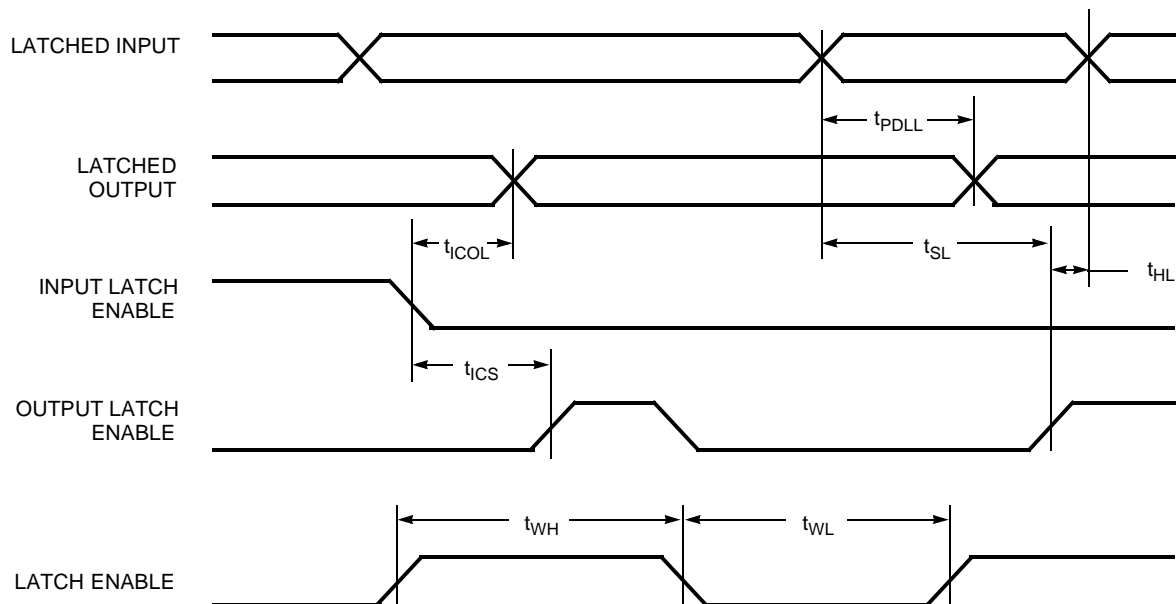 LATCHED INPUT
tPDLL
LATCHED
OUTPUT
tICOL
tSL
tHL
INPUT LATCH
ENABLE
tICS
OUTPUT LATCH
ENABLE
tWH
tWL
LATCH ENABLE